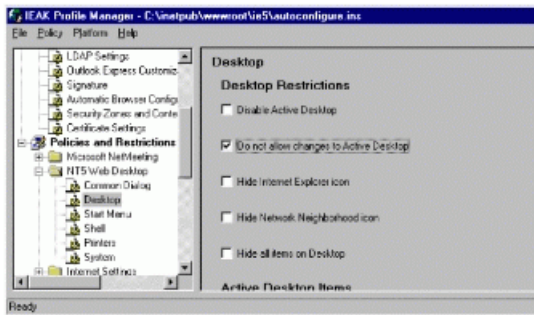 IEAK Profile Manager - C:\inetpub\wwwroot\ie5\autoconfigure.ins
File Policy Platform Help
LDAP Settings
Outlook Express Customiz
Signature
Automatic Browser Configu
Security Zones and Conte
Certificate Settings
Policies and Restrictions
Microsoft NetMeeting
NT5 Web Desktop
Common Dialog
Desktop
Start Menu
Shell
Printers
System
Internet Settings
Desktop
Desktop Restrictions
Disable Active Desktop
Do not allow changes to Active Desktop
Hide Internet Explorer icon
Hide Network Neighborhood icon
Hide all items on Desktop
Active Desktop Items
Ready